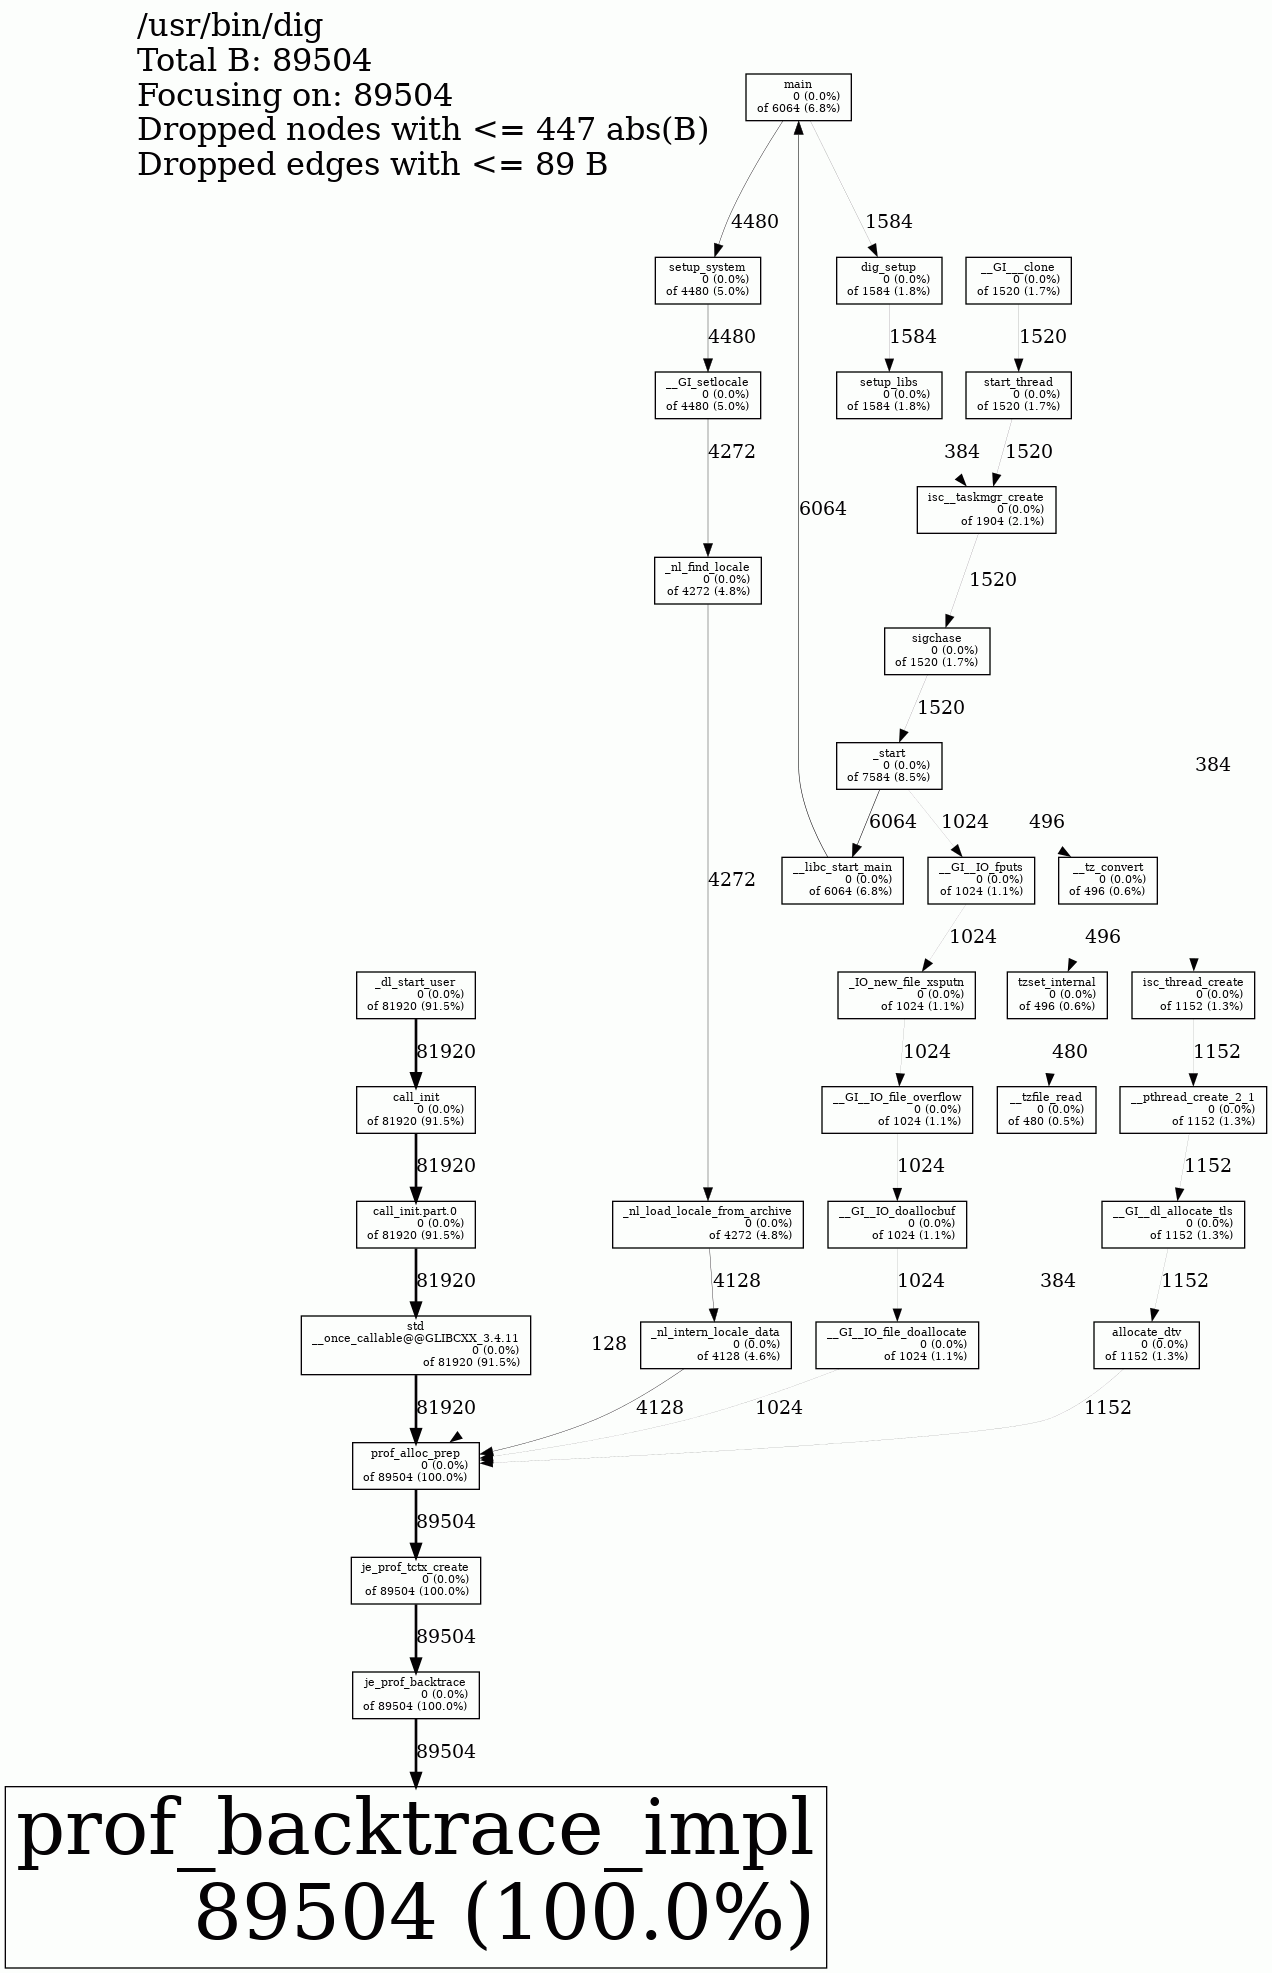 /usr/bin/dig
Total B: 89504
Focusing on: 89504
Dropped nodes with <= 447 abs(B)
Dropped edges with <= 89 B
main
0 (0.0%)
of 6064 (6.8%)
4480
1584
setup_system
0 (0.0%)
of 4480 (5.0%)
dig_setup
0 (0.0%)
of 1584 (1.8%)
__GI___clone
0 (0.0%)
of 1520 (1.7%)
4480
1584
1520
__GI_setlocale
0 (0.0%)
of 4480 (5.0%)
setup_libs
0 (0.0%)
of 1584 (1.8%)
start_thread
0 (0.0%)
of 1520 (1.7%)
4272
384
1520
6064
isc__taskmgr_create
0 (0.0%)
of 1904 (2.1%)
_nl_find_locale
0 (0.0%)
of 4272 (4.8%)
1520
sigchase
0 (0.0%)
of 1520 (1.7%)
1520
_start
0 (0.0%)
of 7584 (8.5%)
384
6064
1024
496
4272
__libc_start_main
0 (0.0%)
of 6064 (6.8%)
__GI__IO_fputs
0 (0.0%)
of 1024 (1.1%)
__tz_convert
0 (0.0%)
of 496 (0.6%)
1024
496
_dl_start_user
0 (0.0%)
of 81920 (91.5%)
_IO_new_file_xsputn
0 (0.0%)
of 1024 (1.1%)
tzset_internal
0 (0.0%)
of 496 (0.6%)
isc_thread_create
0 (0.0%)
of 1152 (1.3%)
81920
1024
480
1152
call_init
0 (0.0%)
of 81920 (91.5%)
__GI__IO_file_overflow
0 (0.0%)
of 1024 (1.1%)
__tzfile_read
0 (0.0%)
of 480 (0.5%)
__pthread_create_2_1
0 (0.0%)
of 1152 (1.3%)
81920
1024
1152
call_init.part.0
0 (0.0%)
of 81920 (91.5%)
_nl_load_locale_from_archive
0 (0.0%)
of 4272 (4.8%)
__GI__IO_doallocbuf
0 (0.0%)
of 1024 (1.1%)
__GI__dl_allocate_tls
0 (0.0%)
of 1152 (1.3%)
81920
4128
1024
384
1152
std
__once_callable@@GLIBCXX_3.4.11
0 (0.0%)
of 81920 (91.5%)
128
_nl_intern_locale_data
0 (0.0%)
of 4128 (4.6%)
__GI__IO_file_doallocate
0 (0.0%)
of 1024 (1.1%)
allocate_dtv
0 (0.0%)
of 1152 (1.3%)
81920
4128
1024
1152
prof_alloc_prep
0 (0.0%)
of 89504 (100.0%)
89504
je_prof_tctx_create
0 (0.0%)
of 89504 (100.0%)
89504
je_prof_backtrace
0 (0.0%)
of 89504 (100.0%)
89504
prof_backtrace_impl
89504 (100.0%)